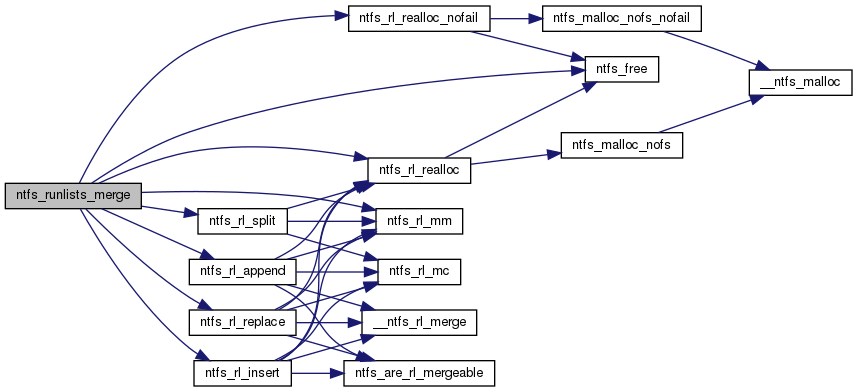 ntfs_rl_realloc_nofail
ntfs_malloc_nofs_nofail
ntfs_free
__ntfs_malloc
ntfs_malloc_nofs
ntfs_rl_realloc
ntfs_runlists_merge
ntfs_rl_split
ntfs_rl_mm
ntfs_rl_append
ntfs_rl_mc
ntfs_rl_replace
__ntfs_rl_merge
ntfs_rl_insert
ntfs_are_rl_mergeable